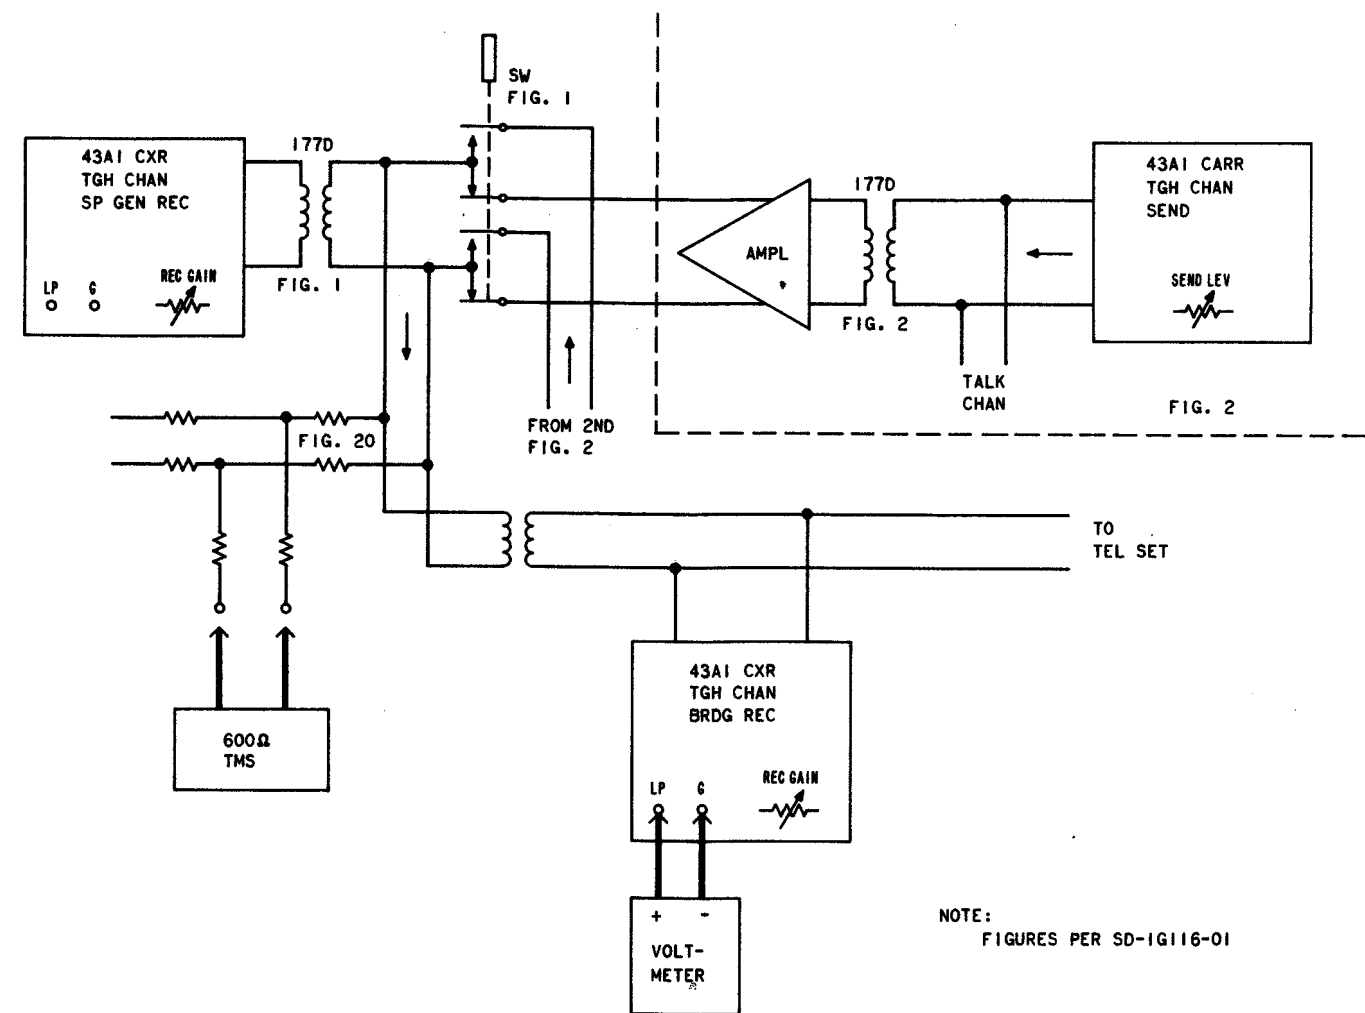 SW
FIG. 1
43A1 CXR
TGH CHAN
SP GEN REC
LP G
REC GAIN
177D
FIG. 1
AMPL
177D
FIG. 2
43A1 CARR
TGH CHAN
SEND
SEND LEV
TALK
CHAN
FIG. 2
FROM 2ND
FIG. 2
FIG. 20
TO
TEL SET
600Ω
TMS
43A1 CXR
TGH CHAN
BRDG REC
LP G
REC GAIN
+ -
VOLT-
METER
NOTE:
FIGURES PER SD-1G116-01